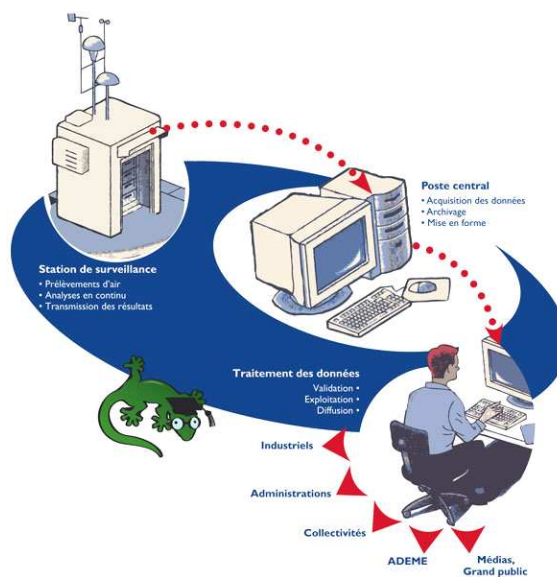 Poste central
• Acquisition des données
• Archivage
• Mise en forme
Station de surveillance
• Prélèvements d'air
• Analyses en continu
• Transmission des résultats
Traitement des données
Validation •
Exploitation •
Diffusion •
Industriels
Administrations
Collectivités
ADEME
Médias,
Grand public